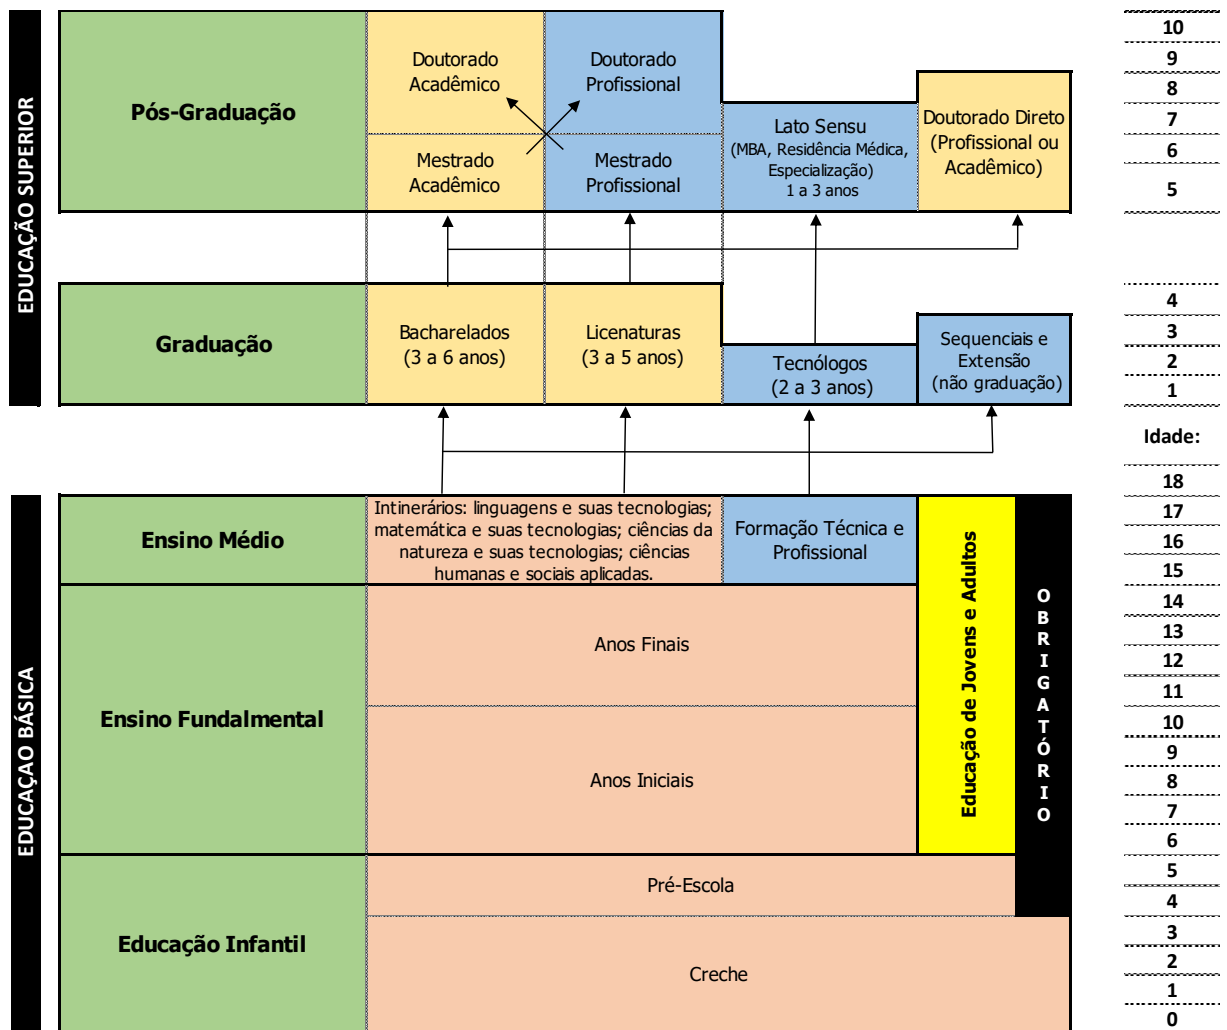 EDUCAÇÃO SUPERIOR
Pós-Graduação
Doutorado
Acadêmico
Doutorado
Profissional
Mestrado
Acadêmico
Mestrado
Profissional
Lato Sensu
(MBA, Residência Médica,
Especialização)
1 a 3 anos
Doutorado Direto
(Profissional ou
Acadêmico)
10
9
8
7
6
5
Graduação
Bacharelados
(3 a 6 anos)
Licenaturas
(3 a 5 anos)
Tecnólogos
(2 a 3 anos)
Sequenciais e
Extensão
(não graduação)
4
3
2
1
Idade:
EDUCAÇAO BÁSICA
Ensino Médio
Intinerários: linguagens e suas tecnologias;
matemática e suas tecnologias; ciências da
natureza e suas tecnologias; ciências
humanas e sociais aplicadas.
Formação Técnica e
Profissional
Educação de Jovens e Adultos
OBRIGATÓRIO
18
17
16
15
Ensino Fundalmental
Anos Finais
Anos Iniciais
14
13
12
11
10
9
8
7
6
Educação Infantil
Pré-Escola
Creche
5
4
3
2
1
0